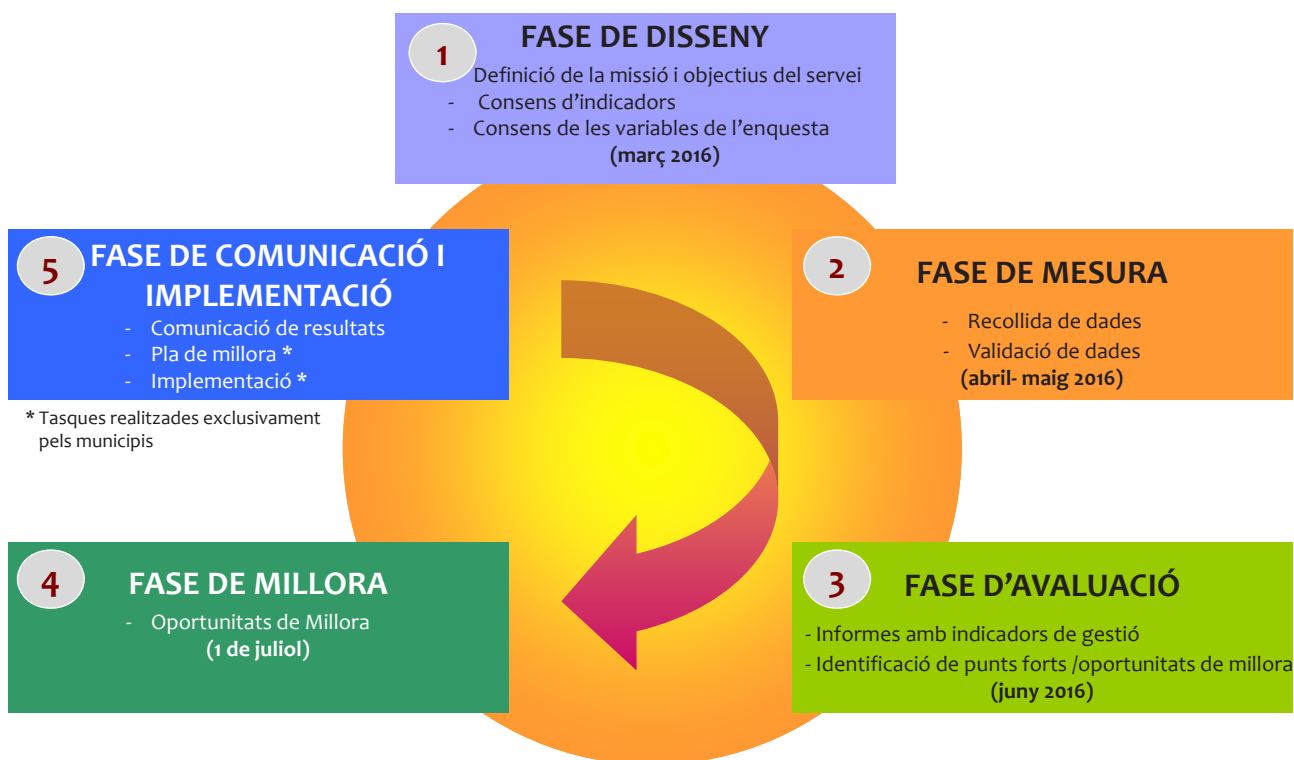 1
FASE DE DISSENY
Definició de la missió i objectius del servei
- Consens d'indicadors
- Consens de les variables de l'enquesta
(març 2016)
2
FASE DE MESURA
- Recollida de dades
- Validació de dades
(abril- maig 2016)
3
FASE D'AVALUACIÓ
- Informes amb indicadors de gestió
- Identificació de punts forts /oportunitats de millora
(juny 2016)
4
FASE DE MILLORA
- Oportunitats de Millora
(1 de juliol)
5
FASE DE COMUNICACIÓ I
IMPLEMENTACIÓ
- Comunicació de resultats
- Pla de millora *
- Implementació *
* Tasques realitzades exclusivament
pels municipis